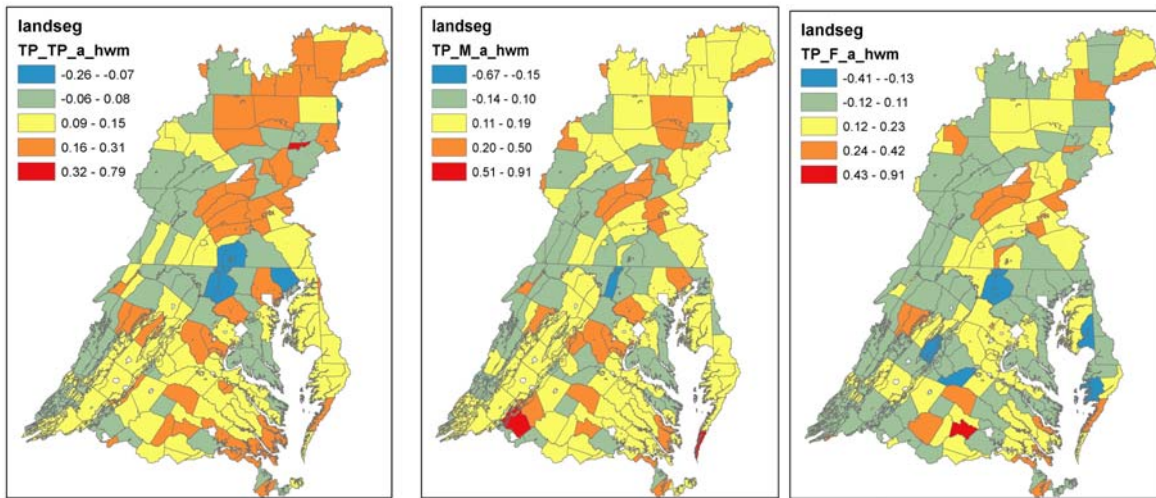 landseg
TP_TP_a_hwm
-0.26 - -0.07
-0.06 - 0.08
0.09 - 0.15
0.16 - 0.31
0.32 - 0.79
landseg
TP_M_a_hwm
-0.67 - -0.15
-0.14 - 0.10
0.11 - 0.19
0.20 - 0.50
0.51 - 0.91
landseg
TP_F_a_hwm
-0.41 - -0.13
-0.12 - 0.11
0.12 - 0.23
0.24 - 0.42
0.43 - 0.91